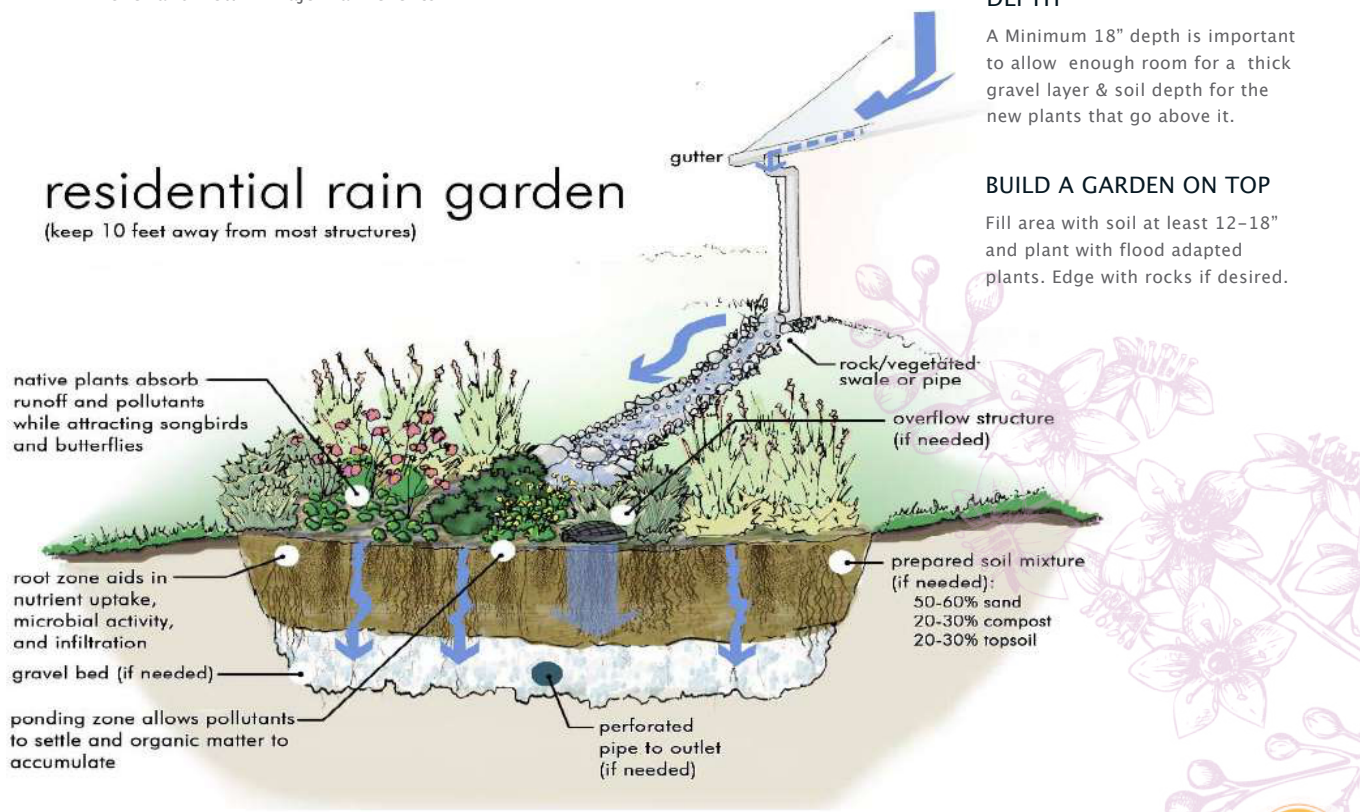 DEPTH
A Minimum 18” depth is important
to allow enough room for a thick
gravel layer & soil depth for the
new plants that go above it.
BUILD A GARDEN ON TOP
Fill area with soil at least 12–18”
and plant with flood adapted
plants. Edge with rocks if desired.
residential rain garden
(keep 10 feet away from most structures)
gutter
rock/vegetated
swale or pipe
overflow structure
(if needed)
native plants absorb
runoff and pollutants
while attracting songbirds
and butterflies
root zone aids in
nutrient uptake,
microbial activity,
and infiltration
gravel bed (if needed)
ponding zone allows pollutants
to settle and organic matter to
accumulate
perforated
pipe to outlet
(if needed)
prepared soil mixture
(if needed):
50-60% sand
20-30% compost
20-30% topsoil